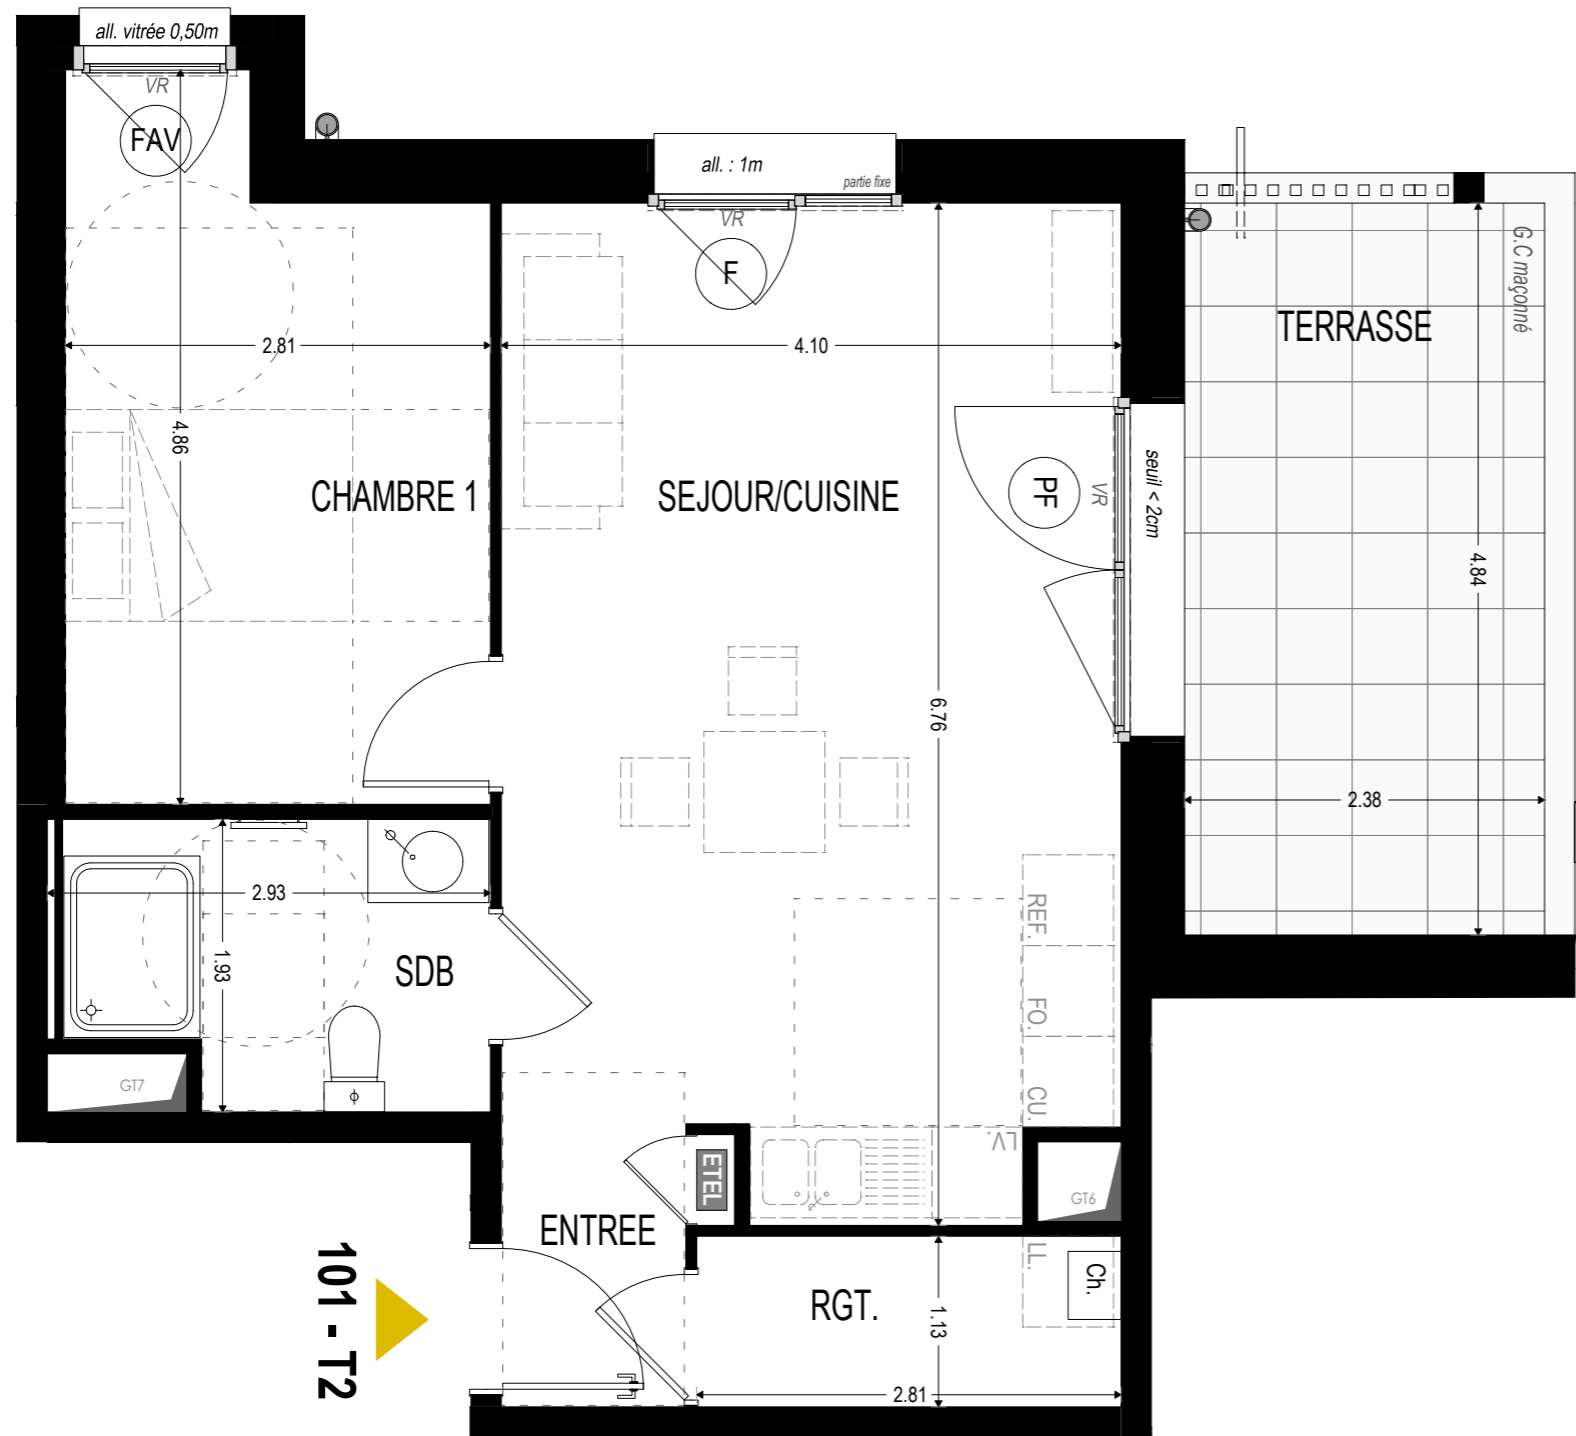 all. vitrée 0,50m
VR
FAV
all. : 1m
partie fixe
VR
F
G.C maçonné
TERRASSE
2.81
4.10
4.86
CHAMBRE 1
SEJOUR/CUISINE
PF
VR
seuil < 2cm
4.84
6.76
2.38
2.93
REF.
1.93
SDB
FO.
CU.
GT7
LV.
ETEL
GT6
ENTREE
LL.
Ch.
RGT.
1.13
101 - T2
2.81